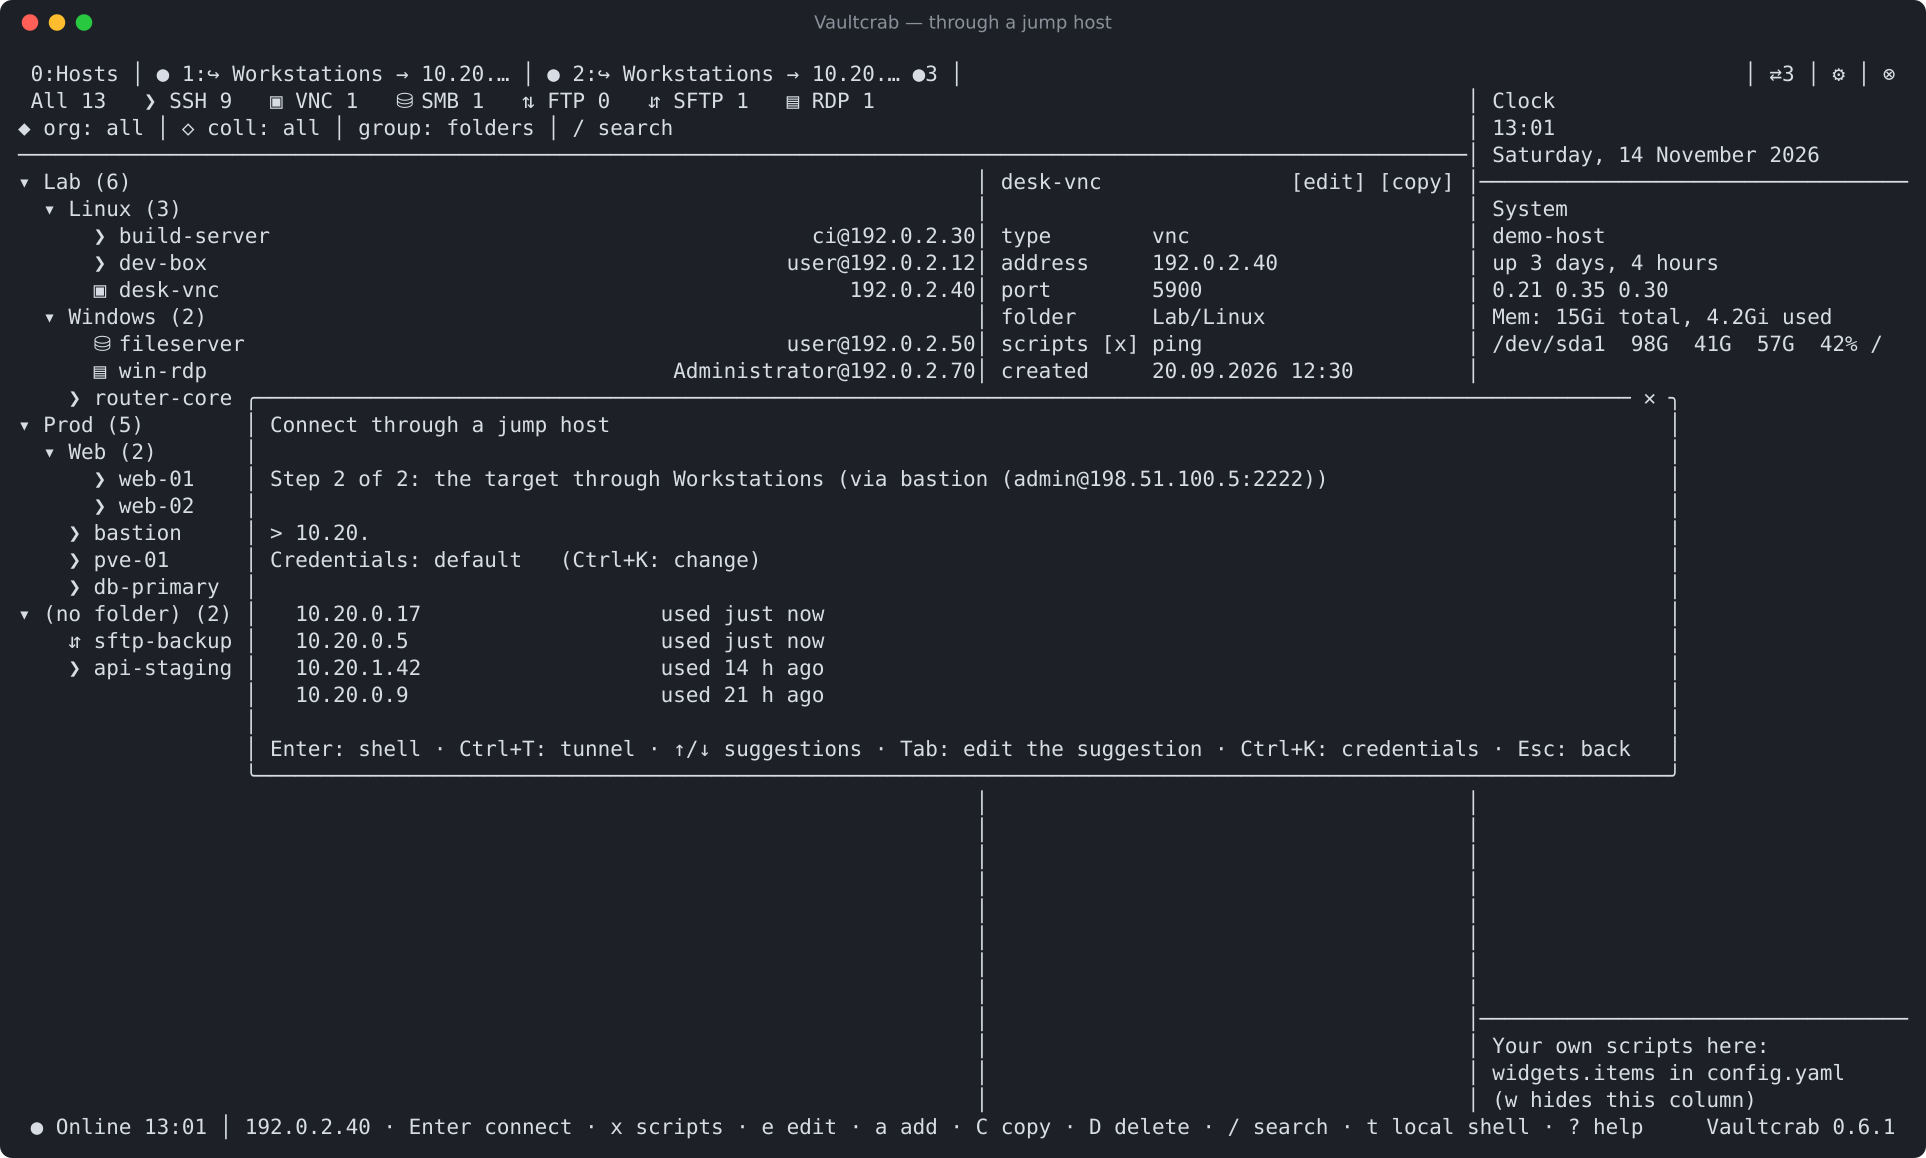 Vaultcrab — through a jump host
0:Hosts │ ● 1:↪ Workstations → 10.20.… │ ● 2:↪ Workstations → 10.20.… ●3 │ │ ⇄3 │ ⚙ │ ⊗
All 13 ❯ SSH 9 ▣ VNC 1 ⛁ SMB 1 ⇅ FTP 0 ⇵ SFTP 1 ▤ RDP 1 │ Clock
◆ org: all │ ◇ coll: all │ group: folders │ / search │ 13:01
│ Saturday, 14 November 2026
▾ Lab (6) │ desk-vnc [edit] [copy] │
▾ Linux (3) │ │ System
❯ build-server ci@192.0.2.30│ type vnc │ demo-host
❯ dev-box user@192.0.2.12│ address 192.0.2.40 │ up 3 days, 4 hours
▣ desk-vnc 192.0.2.40│ port 5900 │ 0.21 0.35 0.30
▾ Windows (2) │ folder Lab/Linux │ Mem: 15Gi total, 4.2Gi used
⛁ fileserver user@192.0.2.50│ scripts [x] ping │ /dev/sda1 98G 41G 57G 42% /
▤ win-rdp Administrator@192.0.2.70│ created 20.09.2026 12:30 │
❯ router-core ×
▾ Prod (5) │ Connect through a jump host │
▾ Web (2)
❯ web-01 │ Step 2 of 2: the target through Workstations (via bastion (admin@198.51.100.5:2222)) │
❯ web-02
❯ bastion │ > 10.20. │
❯ pve-01 │ Credentials: default (Ctrl+K: change) │
❯ db-primary
▾ (no folder) (2) │ 10.20.0.17 used just now │
⇵ sftp-backup │ 10.20.0.5 used just now │
❯ api-staging │ 10.20.1.42 used 14 h ago │
│ 10.20.0.9 used 21 h ago │
│ Enter: shell · Ctrl+T: tunnel · ↑/↓ suggestions · Tab: edit the suggestion · Ctrl+K: credentials · Esc: back │
│ Your own scripts here:
│ widgets.items in config.yaml
│ (w hides this column)
● Online 13:01 │ 192.0.2.40 · Enter connect · x scripts · e edit · a add · C copy · D delete · / search · t local shell · ? help Vaultcrab 0.6.1